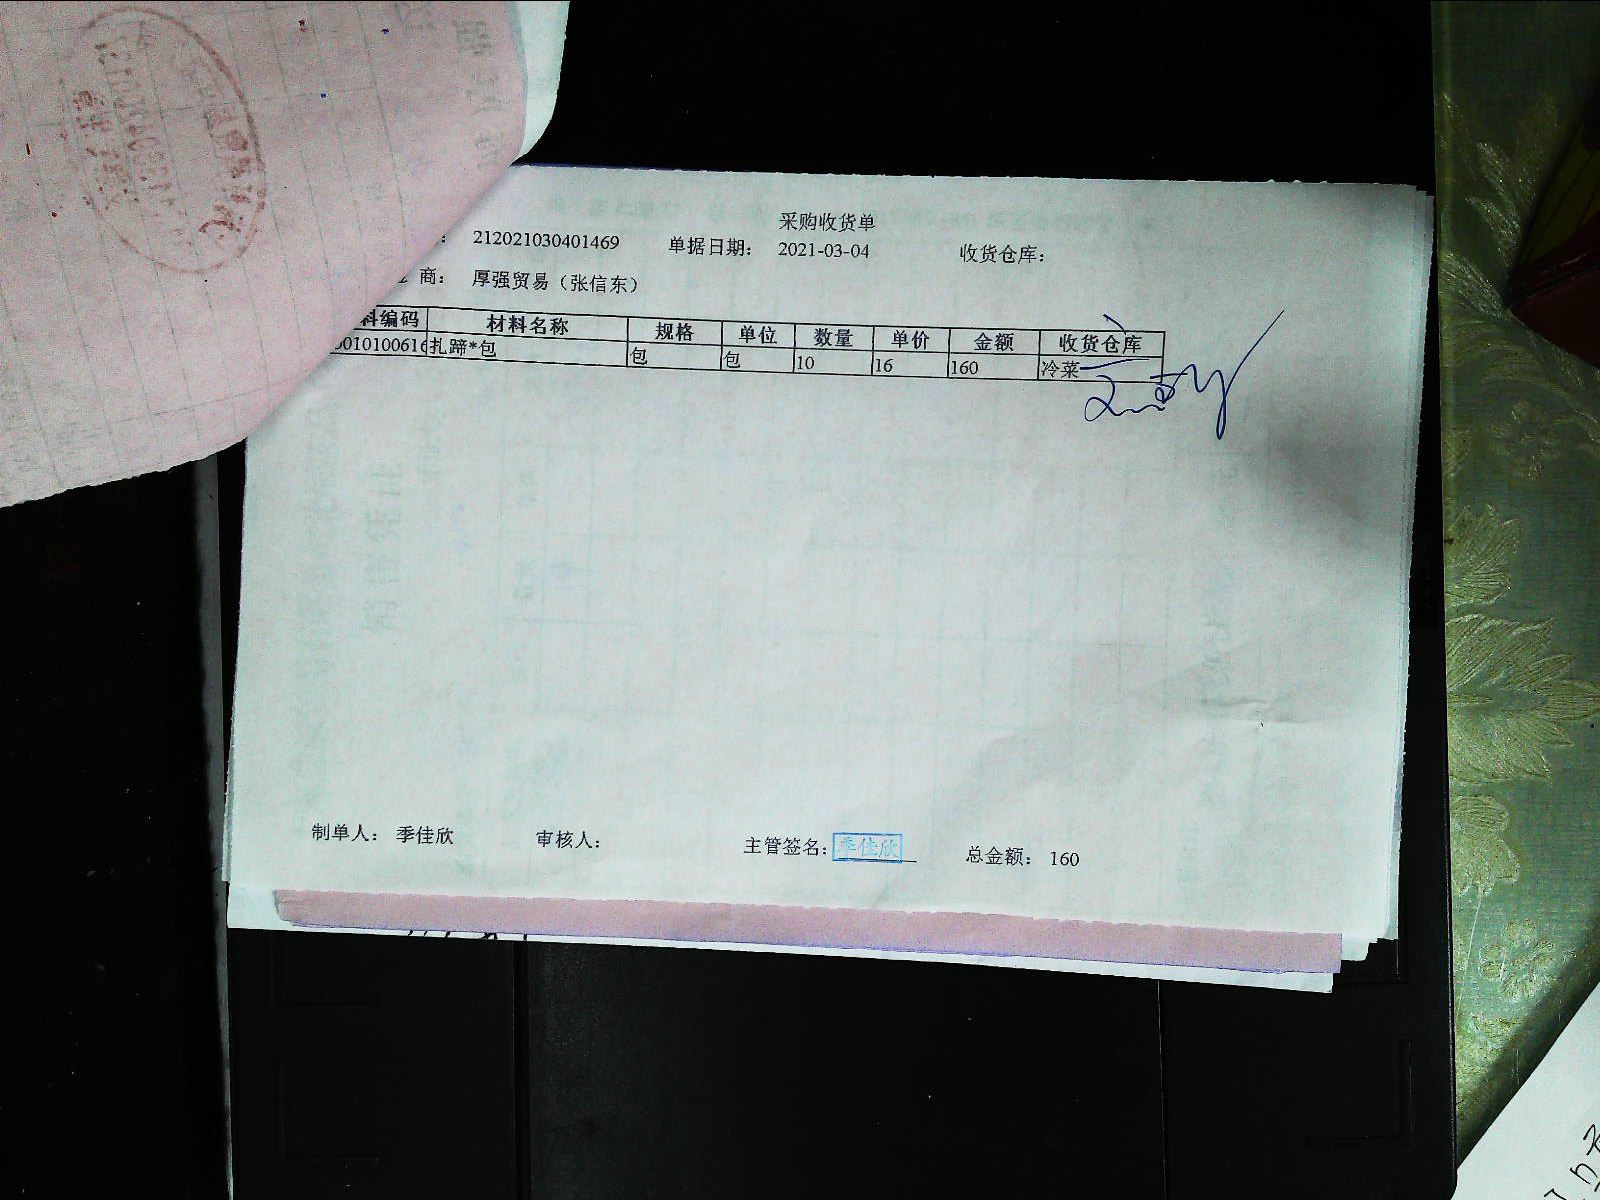 采购收货单
： 212021030401469 单据日期： 2021-03-04 收货仓库：
商： 厚强贸易（张信东）
料编码 材料名称 规格 单位 数量 单价 金额 收货仓库
0010100616 扎蹄*包 包 包 10 16 160 冷菜
制单人： 季佳欣 审核人： 主管签名： 季佳欣 总金额： 160